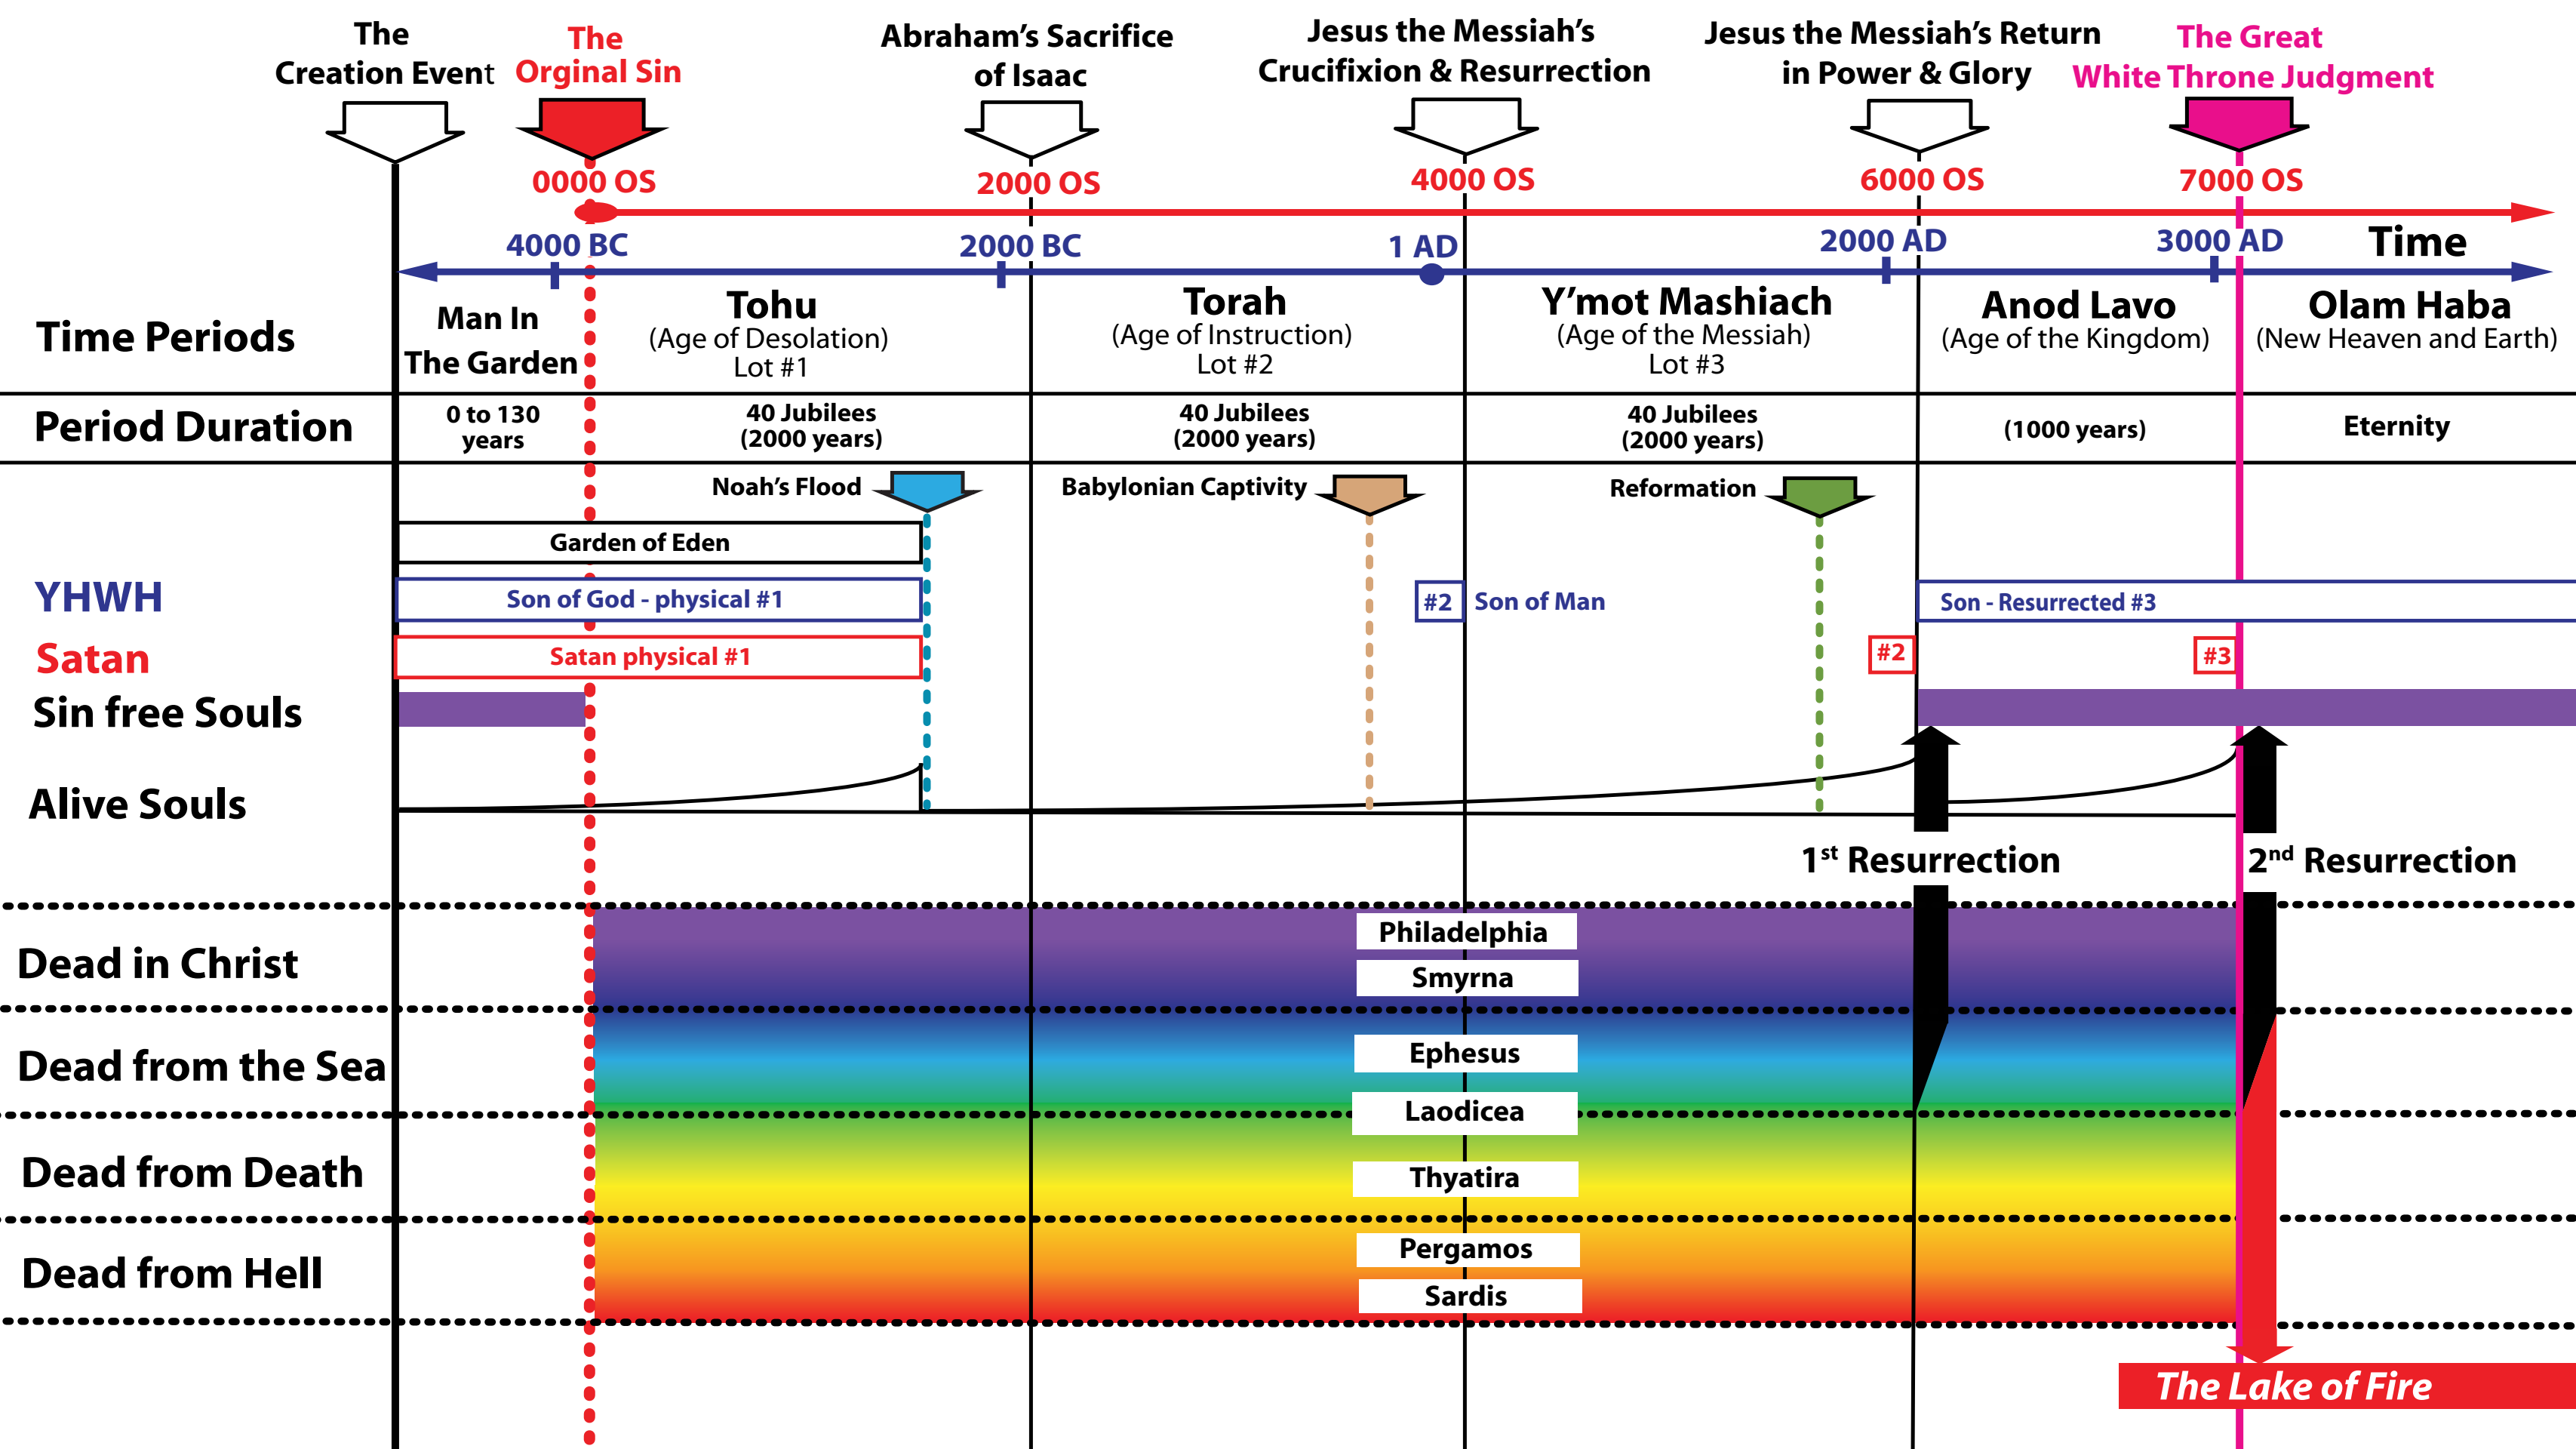 The
Creation Event
The
Orginal Sin
Abraham's Sacrifice
of Isaac
Jesus the Messiah's
Crucifixion & Resurrection
Jesus the Messiah's Return
in Power & Glory
The Great
White Throne Judgment
0000 OS
2000 OS
4000 OS
6000 OS
7000 OS
4000 BC
2000 BC
1 AD
2000 AD
3000 AD
Time
Time Periods
Man In
The Garden
Tohu
(Age of Desolation)
Lot #1
Torah
(Age of Instruction)
Lot #2
Y'mot Mashiach
(Age of the Messiah)
Lot #3
Anod Lavo
(Age of the Kingdom)
Olam Haba
(New Heaven and Earth)
Period Duration
0 to 130
years
40 Jubilees
(2000 years)
40 Jubilees
(2000 years)
40 Jubilees
(2000 years)
(1000 years)
Eternity
Noah's Flood
Babylonian Captivity
Reformation
Garden of Eden
YHWH
Son of God - physical #1
#2
Son of Man
Son - Resurrected #3
Satan
Satan physical #1
#2
#3
Sin free Souls
Alive Souls
1st Resurrection
2nd Resurrection
Dead in Christ
Philadelphia
Smyrna
Dead from the Sea
Ephesus
Laodicea
Dead from Death
Thyatira
Dead from Hell
Pergamos
Sardis
The Lake of Fire